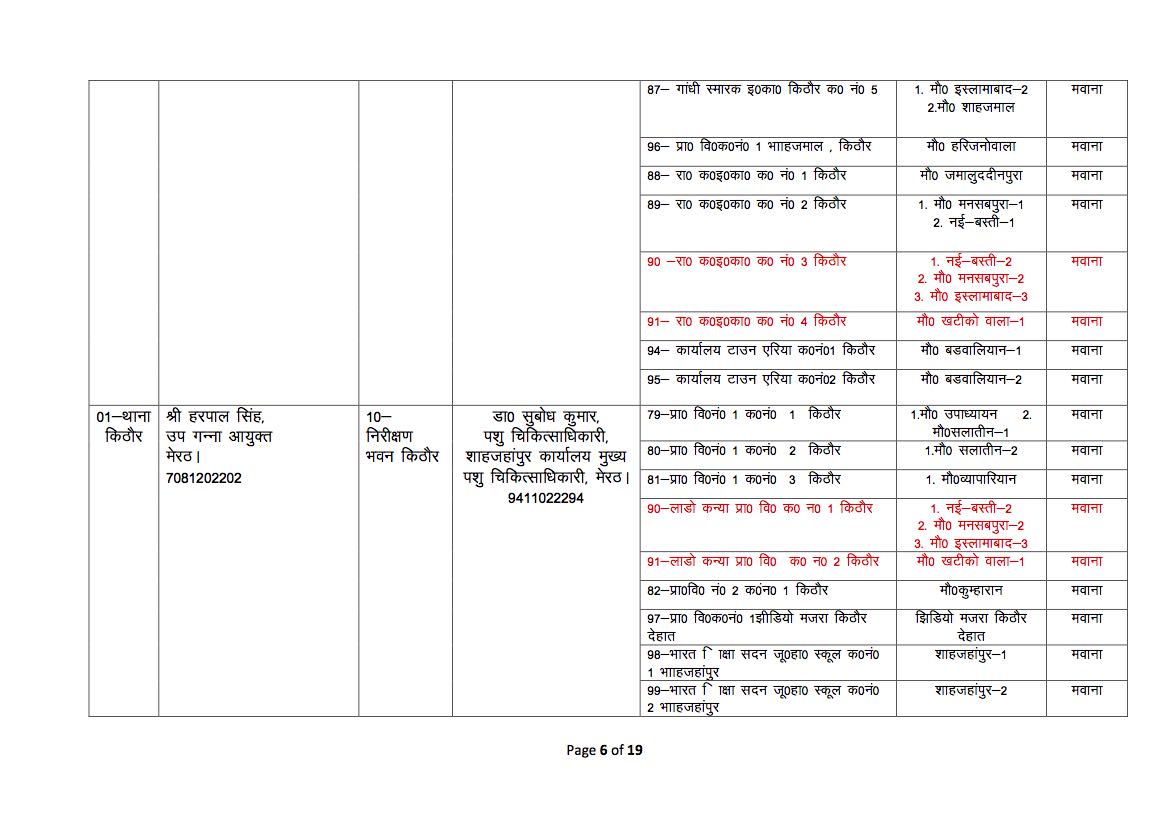 87– गांधी स्मारक इ0का0 किठौर क0 नं0 5
1. मौ0 इस्लामाबाद–2
2.मौ0 शाहजमाल
मवाना
96– प्रा0 वि0क0नं0 1 भााहजमाल , किठौर
मौ0 हरिजनोवाला
मवाना
88– रा0 क0इ0का0 क0 नं0 1 किठौर
मौ0 जमालुददीनपुरा
मवाना
89– रा0 क0इ0का0 क0 नं0 2 किठौर
1. मौ0 मनसबपुरा–1
2. नई–बस्ती–1
मवाना
90 –रा0 क0इ0का0 क0 नं0 3 किठौर
1. नई–बस्ती–2
2. मौ0 मनसबपुरा–2
3. मौ0 इस्लामाबाद–3
मवाना
91– रा0 क0इ0का0 क0 नं0 4 किठौर
मौ0 खटीको वाला–1
मवाना
94– कार्यालय टाउन एरिया क0नं01 किठौर
मौ0 बडवालियान–1
मवाना
95– कार्यालय टाउन एरिया क0नं02 किठौर
मौ0 बडवालियान–2
मवाना
01–थाना
किठौर
श्री हरपाल सिंह,
उप गन्ना आयुक्त
मेरठ।
7081202202
10–
निरीक्षण
भवन किठौर
डा0 सुबोध कुमार,
पशु चिकित्साधिकारी,
शाहजहांपुर कार्यालय मुख्य
पशु चिकित्साधिकारी, मेरठ।
9411022294
79–प्रा0 वि0नं0 1 क0नं0 1 किठौर
1.मौ0 उपाध्यायन 2.
मौ0सलातीन–1
मवाना
80–प्रा0 वि0नं0 1 क0नं0 2 किठौर
1.मौ0 सलातीन–2
मवाना
81–प्रा0 वि0नं0 1 क0नं0 3 किठौर
1. मौ0व्यापारियान
मवाना
90–लाडो कन्या प्रा0 वि0 क0 न0 1 किठौर
1. नई–बस्ती–2
2. मौ0 मनसबपुरा–2
3. मौ0 इस्लामाबाद–3
मवाना
91–लाडो कन्या प्रा0 वि0 क0 न0 2 किठौर
मौ0 खटीको वाला–1
मवाना
82–प्रा0वि0 नं0 2 क0ंन0 1 किठौर
मौ0कुम्हारान
मवाना
97–प्रा0 वि0क0नं0 1झीडियो मजरा किठौर
देहात
झिडियो मजरा किठौर
देहात
मवाना
98–भारत िाक्षा सदन जू0हा0 स्कूल क0नं0
1 भााहजहांपुर
शाहजहांपुर–1
मवाना
99–भारत िाक्षा सदन जू0हा0 स्कूल क0नं0
2 भााहजहांपुर
शाहजहांपुर–2
मवाना
Page 6 of 19